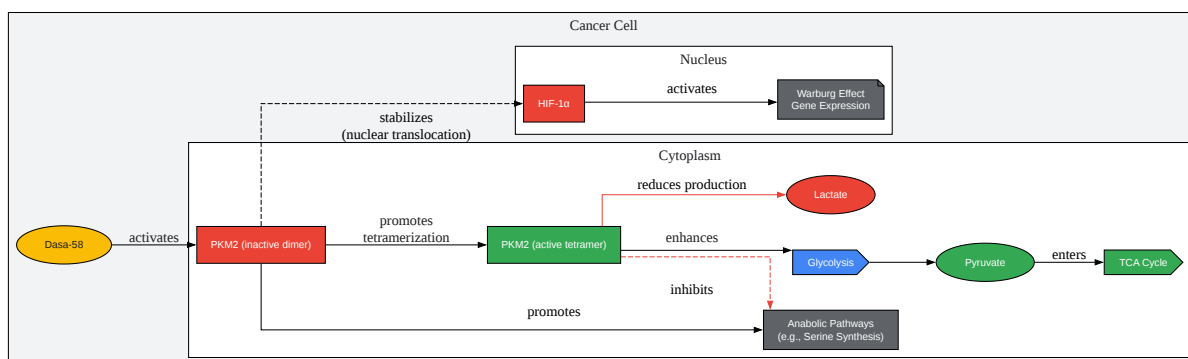 Cancer Cell
Nucleus
HIF-1α
activates
Warburg Effect
Gene Expression
stabilizes
(nuclear translocation)
Cytoplasm
reduces production
Lactate
Dasa-58
activates
PKM2 (inactive dimer)
promotes
tetramerization
PKM2 (active tetramer)
enhances
Glycolysis
Pyruvate
enters
TCA Cycle
inhibits
promotes
Anabolic Pathways
(e.g., Serine Synthesis)